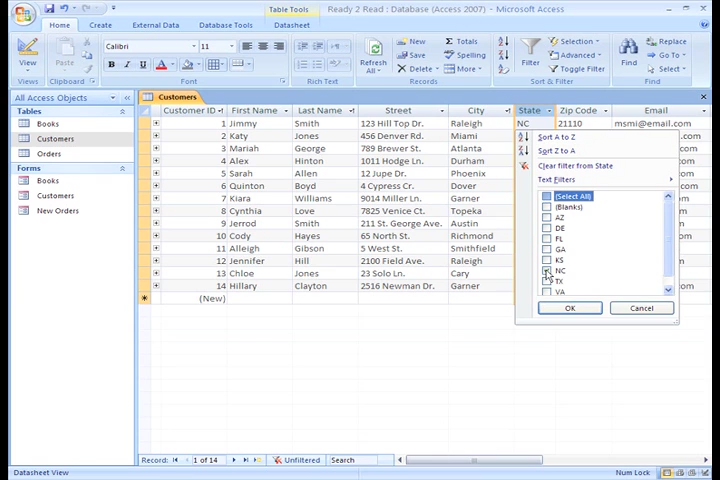 Table Tools
Ready 2 Read : Database (Access 2007) - Microsoft Access
Home Create External Data Database Tools Datasheet
View
Views
Paste
Clipboard
Calibri 11
B I U
Font
Rich Text
Refresh All
New Totals
Save Spelling
Delete More
Records
Filter
Selection
Advanced
Toggle Filter
Sort & Filter
Find
Replace
Go To
Select
Find
All Access Objects
Tables
Books
Customers
Orders
Forms
Books
Customers
New Orders
Customers
Customer ID First Name Last Name Street City State Zip Code Email
1 Jimmy Smith 123 Hill Top Dr. Raleigh NC 21110 msmi@email.com
2 Katy Jones 456 Denver Rd. Miami
3 Mariah George 789 Brewer St. Atlanta
4 Alex Hinton 1011 Hodge Ln. Durham
5 Sarah Allen 12 Jupe Dr. Phoenix
6 Quinton Boyd 4 Cypress Cr. Dover
7 Kiara Williams 9014 Miller Ln. Garner
8 Cynthia Love 7825 Venice Ct. Topeka
9 Jerrod Smith 211 St. George Ave. Durham
10 Cody Hayes 65 North St. Richmond
11 Alleigh Gibson 5 West St. Smithfield
12 Jennifer Hill 2100 Field Ave. Raleigh
13 Chloe Jones 23 Solo Ln. Cary
14 Hillary Clayton 2516 Newman Dr. Garner
(New)
Sort A to Z
Sort Z to A
Clear filter from State
Text Filters
(Select All)
(Blanks)
AZ
DE
FL
GA
KS
NC
TX
VA
OK Cancel
Record: 1 of 14 Unfiltered Search
Datasheet View Num Lock